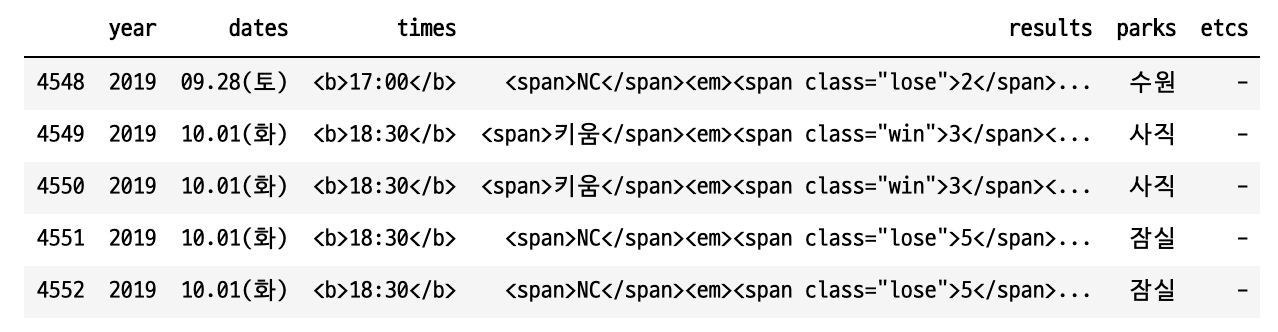 year dates times results parks etcs
4548 2019 09.28(토) <b>17:00</b> <span>NC</span><em><span class="lose">2</span>... 수원 -
4549 2019 10.01(화) <b>18:30</b> <span>키움</span><em><span class="win">3</span><... 사직 -
4550 2019 10.01(화) <b>18:30</b> <span>키움</span><em><span class="win">3</span><... 사직 -
4551 2019 10.01(화) <b>18:30</b> <span>NC</span><em><span class="lose">5</span>... 잠실 -
4552 2019 10.01(화) <b>18:30</b> <span>NC</span><em><span class="lose">5</span>... 잠실 -